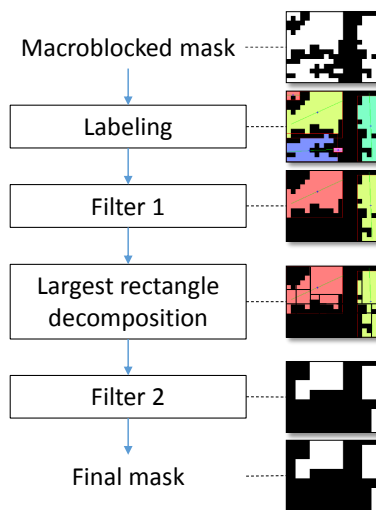 Macroblocked mask
Labeling
Filter 1
Largest rectangle
decomposition
Filter 2
Final mask